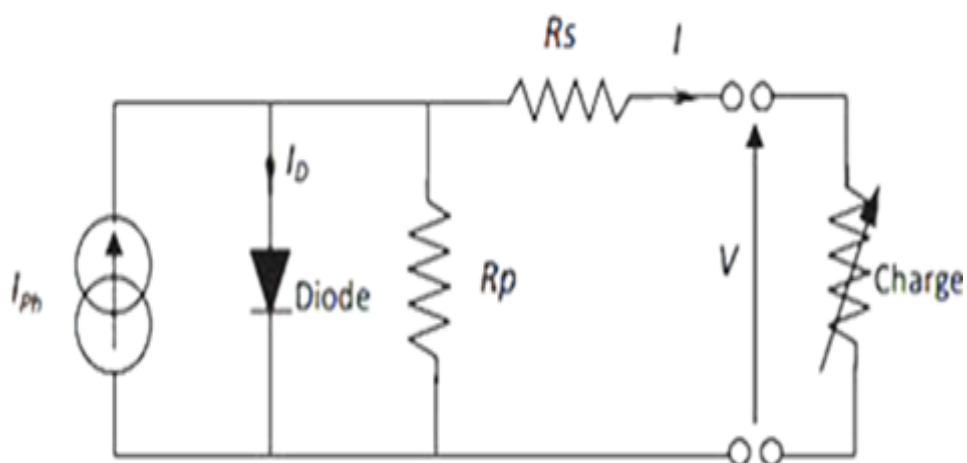 Rs
I
I_D
I_Ph
Diode
Rp
V
Charge